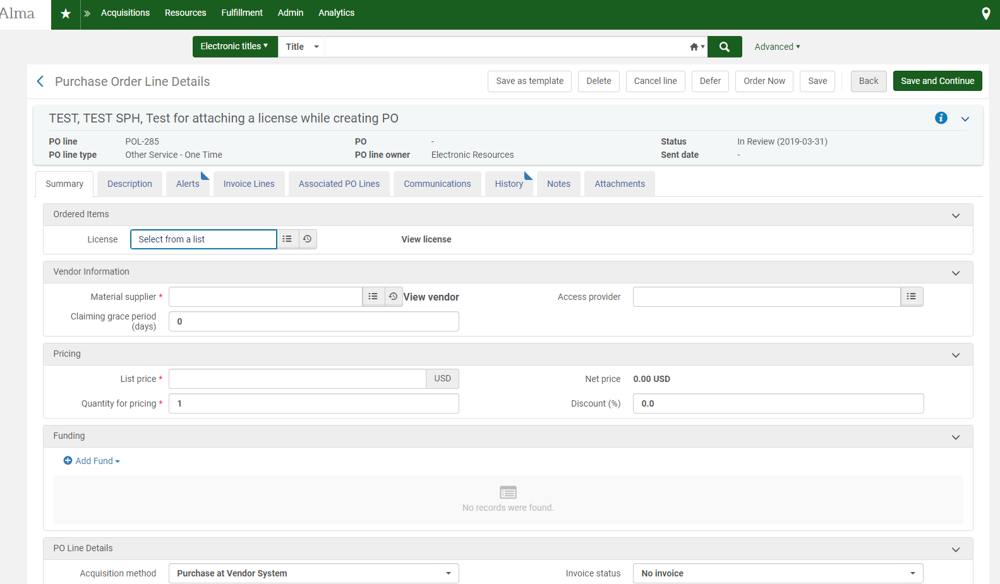 Alma
Acquisitions Resources Fulfillment Admin Analytics
Electronic titles Title Advanced
Purchase Order Line Details Save as template Delete Cancel line Defer Order Now Save Back Save and Continue
TEST, TEST SPH, Test for attaching a license while creating PO
PO line POL-285 PO - Status In Review (2019-03-31)
PO line type Other Service - One Time PO line owner Electronic Resources Sent date -
Summary Description Alerts Invoice Lines Associated PO Lines Communications History Notes Attachments
Ordered Items
License Select from a list View license
Vendor Information
Material supplier * View vendor Access provider
Claiming grace period
(days) 0
Pricing
List price * USD Net price 0.00 USD
Quantity for pricing * 1 Discount (%) 0.0
Funding
Add Fund
No records were found.
PO Line Details
Acquisition method Purchase at Vendor System Invoice status No invoice